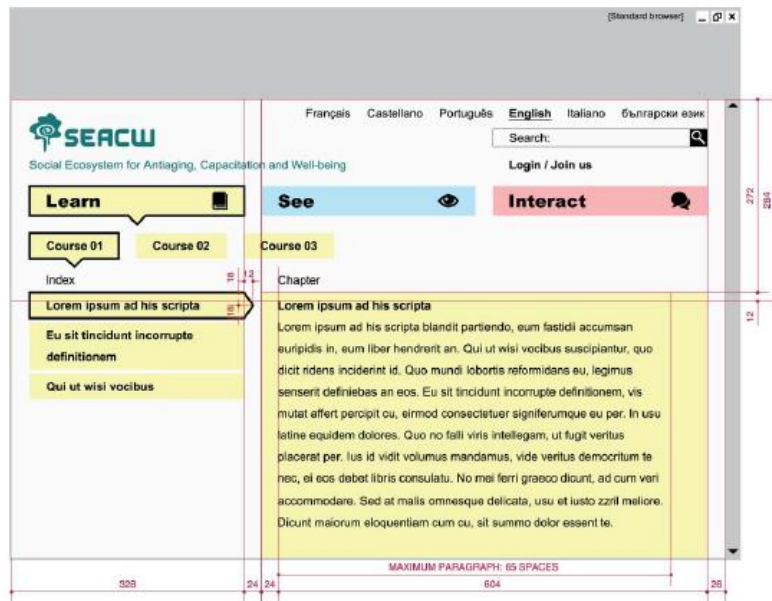 [Standard browser]
Français Castellano Português English Italiano български език
SEACW
Search:
Social Ecosystem for Antiaging, Capacitation and Well-being
Login / Join us
Learn See Interact
Course 01 Course 02 Course 03
Index
Chapter
Lorem ipsum ad his scripta
Eu sit tincidunt incorrupte
definitionem
Qui ut wisi vocibus
Lorem ipsum ad his scripta
Lorem ipsum ad his scripta blandit partiendo, eum fastidii accumsan
euripidis in, eum liber hendrerit an. Qui ut wisi vocibus suscipiantur, quo
dicit ridens inciderint id. Quo mundi lobortis reformidans eu, legimus
senserit definiebas an eos. Eu sit tincidunt incorrupte definitionem, vis
mutat affert percipit cu, eirmod consectetuer signiferumque eu per. In usu
latine equidem dolores. Quo no falli viris intellegam, ut fugit veritus
placerat per. Ius id vidit volumus mandamus, vide veritus democritum te
nec, ei eos debet libris consulatu. No mei ferri graeco dicunt, ad cum veri
accommodare. Sed at malis omnesque delicata, usu et iusto zzril meliore.
Dicunt maiorum eloquentiam cum cu, sit summo dolor essent te.
18 12
18
272
284
12
MAXIMUM PARAGRAPH: 65 SPACES
328 24 24 604 26